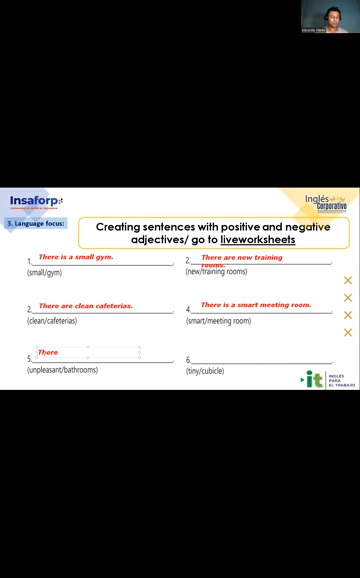 Insaforp
Inglés
Corporativo
3. Language focus:
Creating sentences with positive and negative
adjectives/ go to liveworksheets
1. There is a small gym.
(small/gym)
2. There are new training
rooms.
(new/training rooms)
2. There are clean cafeterias.
(clean/cafeterias)
4. There is a smart meeting room.
(smart/meeting room)
5. There
(unpleasant/bathrooms)
6.
(tiny/cubicle)
it INGLÉS
PARA
EL TRABAJO